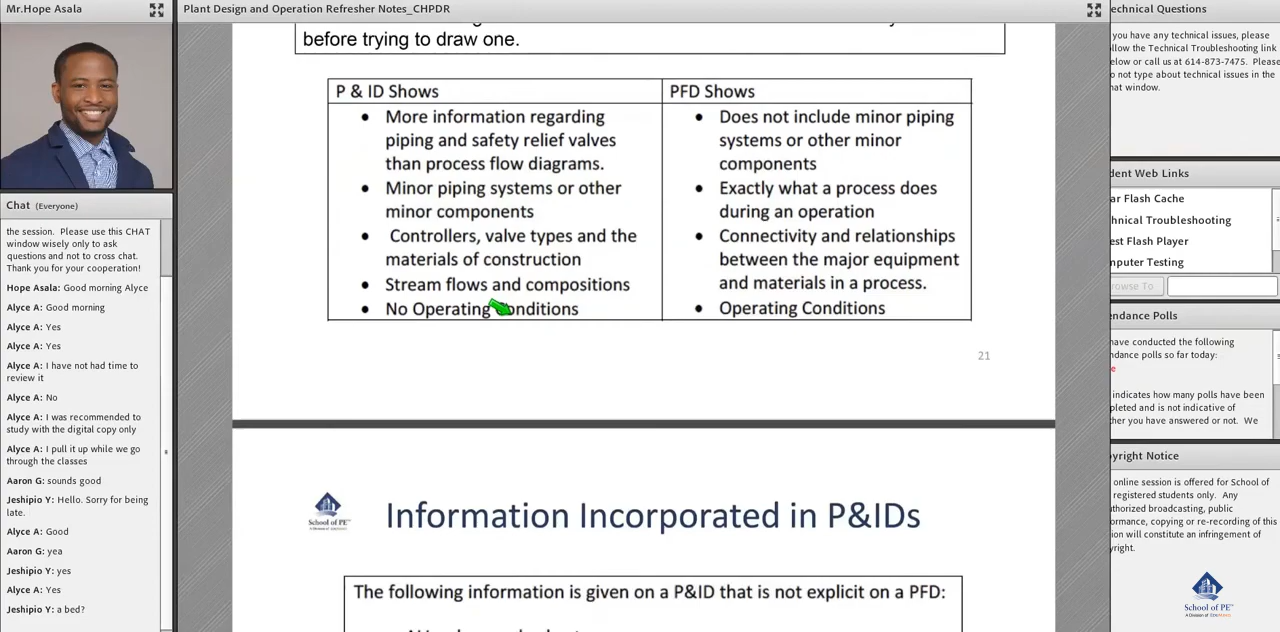 Mr.Hope Asala
Plant Design and Operation Refresher Notes_CHPDR
before trying to draw one.
P & ID Shows
More information regarding
piping and safety relief valves
than process flow diagrams.
Minor piping systems or other
minor components
Controllers, valve types and the
materials of construction
Stream flows and compositions
No Operating Conditions
PFD Shows
Does not include minor piping
systems or other minor
components
Exactly what a process does
during an operation
Connectivity and relationships
between the major equipment
and materials in a process.
Operating Conditions
21
School of PE
Information Incorporated in P&IDs
The following information is given on a P&ID that is not explicit on a PFD:
Chat (Everyone)
the session. Please use this CHAT
window wisely only to ask
questions and not to cross chat.
Thank you for your cooperation!
Hope Asala: Good morning Alyce
Alyce A: Good morning
Alyce A: Yes
Alyce A: Yes
Alyce A: I have not had time to
review it
Alyce A: No
Alyce A: I was recommended to
study with the digital copy only
Alyce A: I pull it up while we go
through the classes
Aaron G: sounds good
Jeshipio Y: Hello. Sorry for being
late.
Alyce A: Good
Aaron G: yea
Jeshipio Y: yes
Alyce A: Yes
Jeshipio Y: a bed?
echnical Questions
you have any technical issues, please
llow the Technical Troubleshooting link
elow or call us at 614-873-7475. Please
o not type about technical issues in the
hat window.
dent Web Links
ar Flash Cache
hnical Troubleshooting
est Flash Player
mputer Testing
rowse To
endance Polls
have conducted the following
ndance polls so far today:
e
indicates how many polls have been
pleted and is not indicative of
ther you have answered or not. We
pyright Notice
online session is offered for School of
registered students only. Any
uthorized broadcasting, public
ormance, copying or re-recording of this
ion will constitute an infringement of
yright.
School of PE